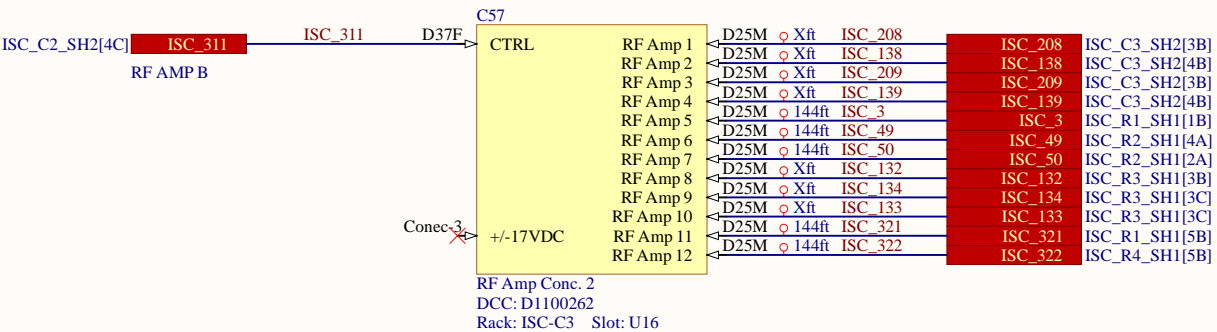 C57
ISC_C2_SH2[4C] ISC_311 ISC_311 D37F CTRL
RF AMP B
RF Amp 1 D25M Xft ISC_208 ISC_208 ISC_C3_SH2[3B]
RF Amp 2 D25M Xft ISC_138 ISC_138 ISC_C3_SH2[4B]
RF Amp 3 D25M Xft ISC_209 ISC_209 ISC_C3_SH2[3B]
RF Amp 4 D25M Xft ISC_139 ISC_139 ISC_C3_SH2[4B]
RF Amp 5 D25M 144ft ISC_3 ISC_3 ISC_R1_SH1[1B]
RF Amp 6 D25M 144ft ISC_49 ISC_49 ISC_R2_SH1[4A]
RF Amp 7 D25M 144ft ISC_50 ISC_50 ISC_R2_SH1[2A]
RF Amp 8 D25M Xft ISC_132 ISC_132 ISC_R3_SH1[3B]
RF Amp 9 D25M Xft ISC_134 ISC_134 ISC_R3_SH1[3C]
RF Amp 10 D25M Xft ISC_133 ISC_133 ISC_R3_SH1[3C]
Conec-3 +/-17VDC RF Amp 11 D25M 144ft ISC_321 ISC_321 ISC_R1_SH1[5B]
RF Amp 12 D25M 144ft ISC_322 ISC_322 ISC_R4_SH1[5B]
RF Amp Conc. 2
DCC: D1100262
Rack: ISC-C3 Slot: U16